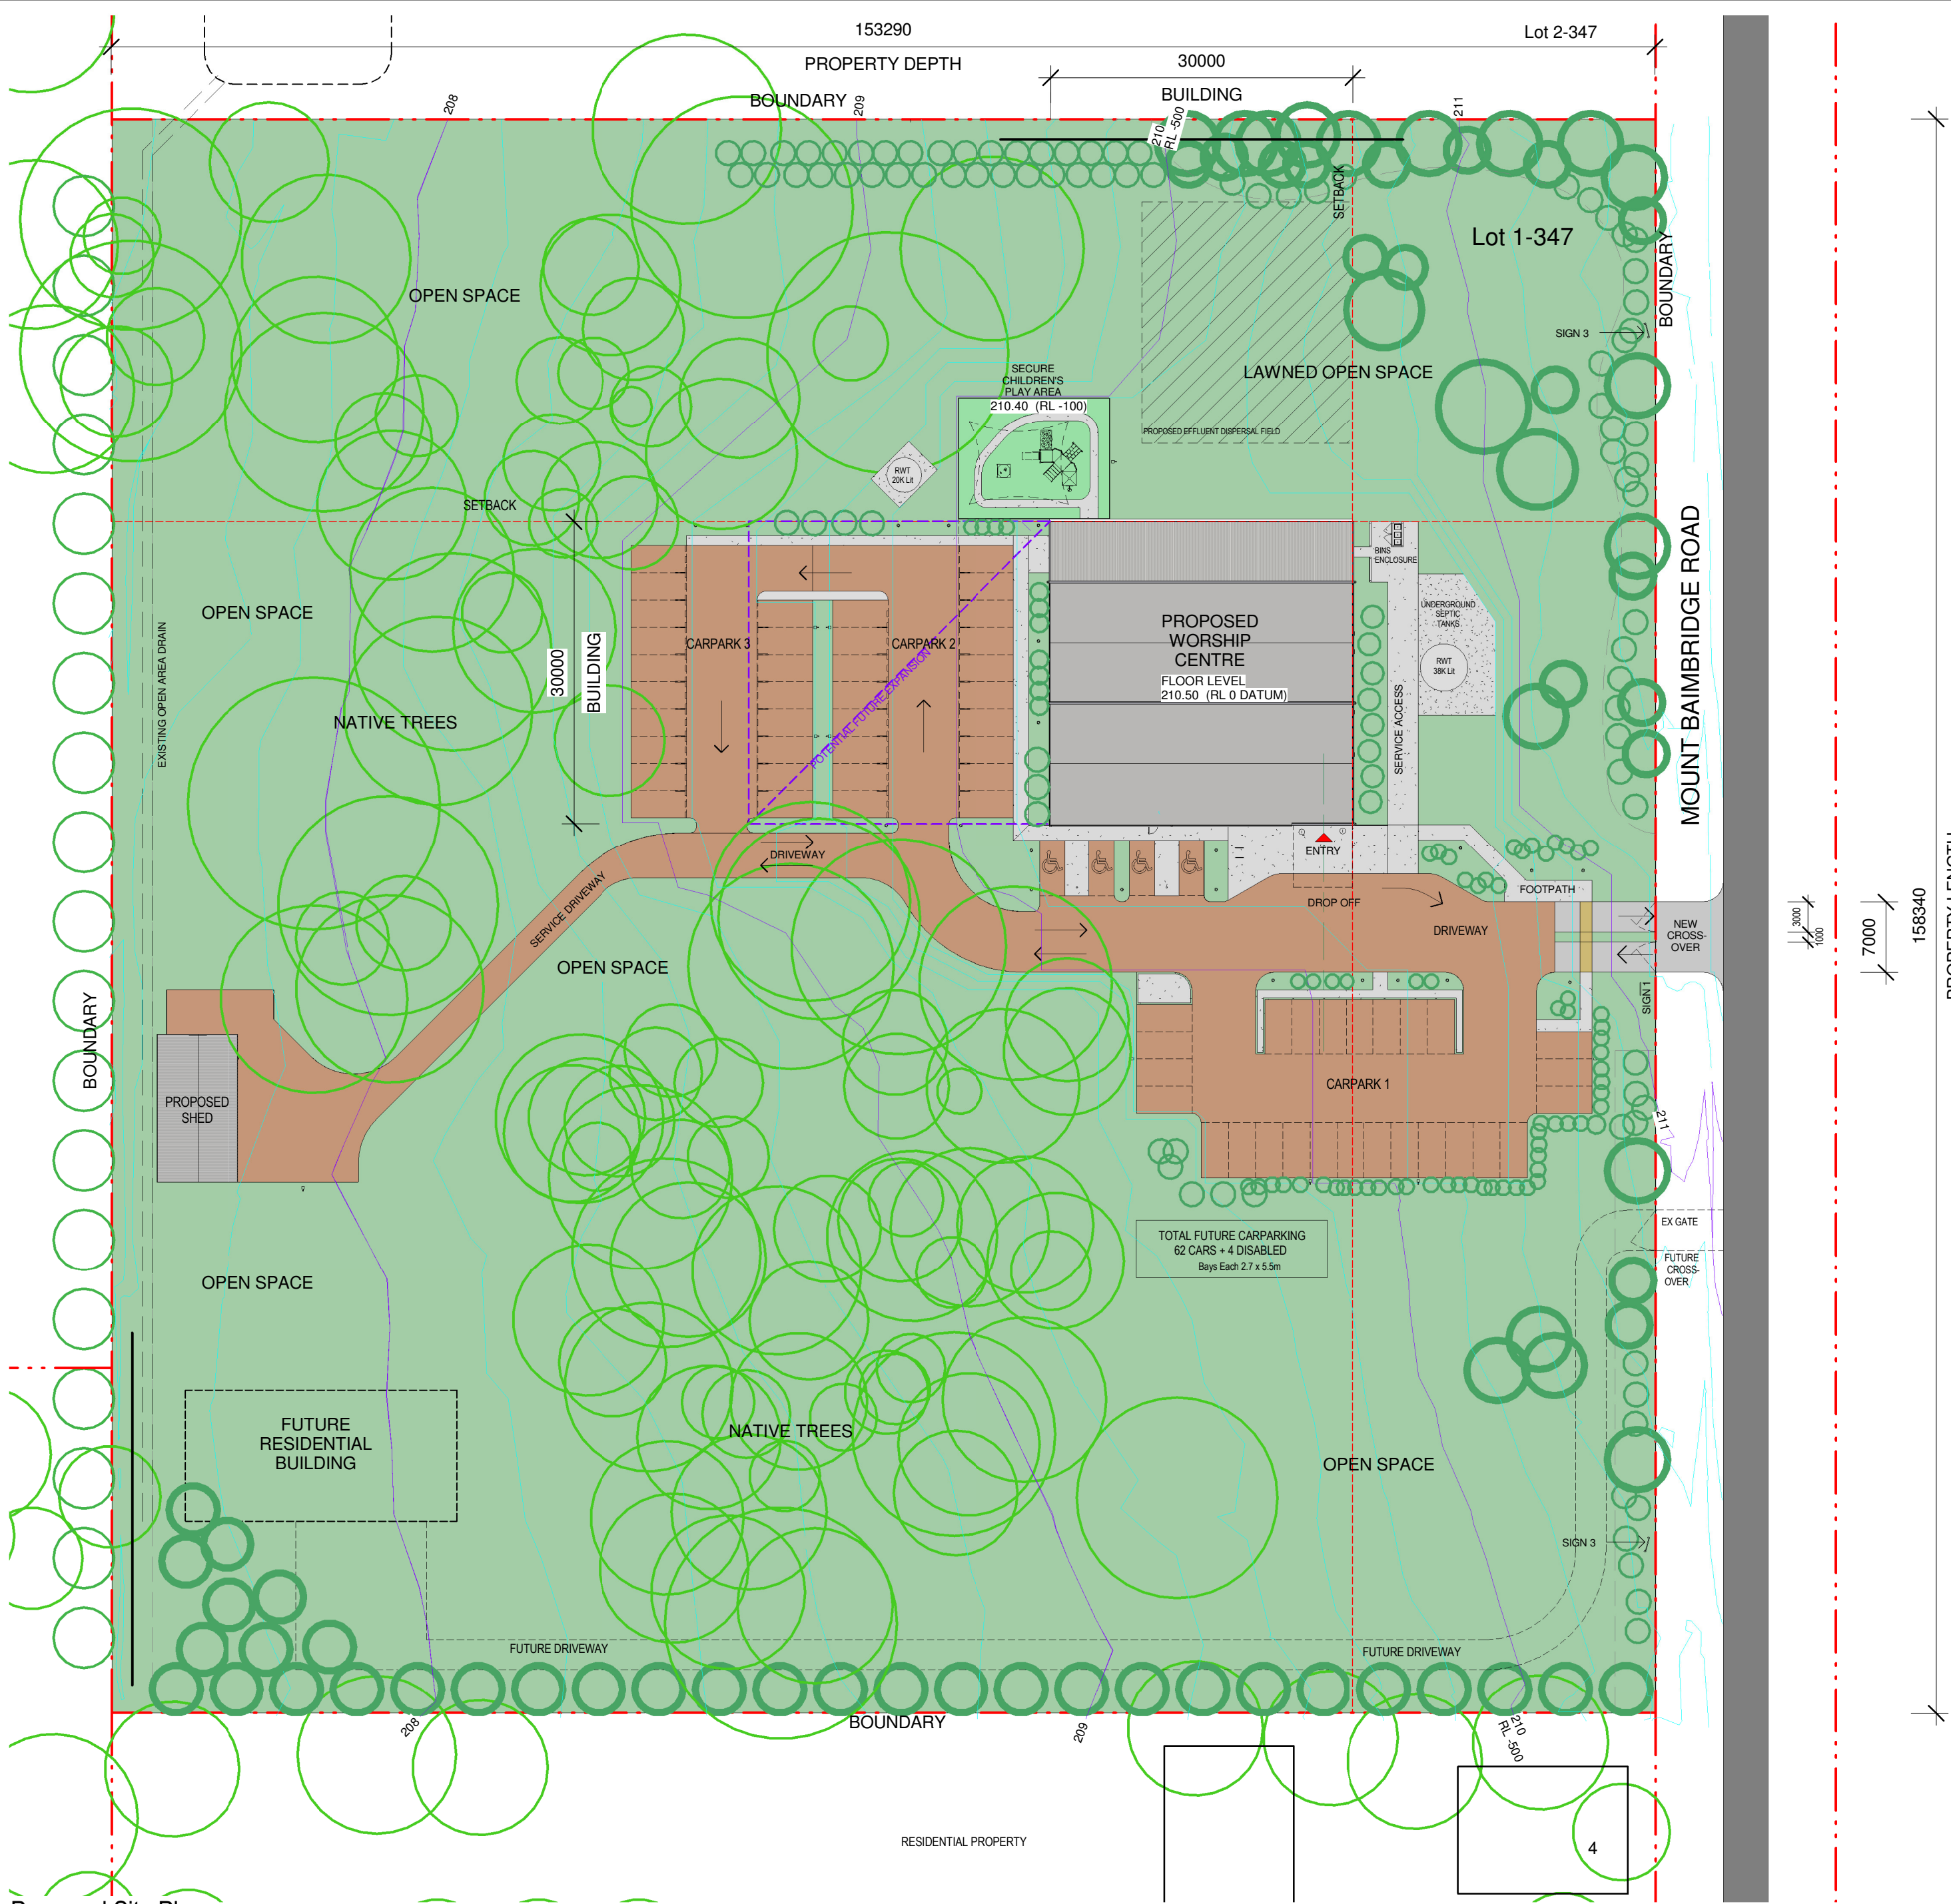 153290
Lot 2-347
PROPERTY DEPTH
30000
BOUNDARY
BUILDING
208
209
210
RL -500
211
SETBACK
Lot 1-347
BOUNDARY
OPEN SPACE
SIGN 3
SECURE
CHILDREN'S
PLAY AREA
210.40 (RL -100)
LAWNED OPEN SPACE
PROPOSED EFFLUENT DISPERSAL FIELD
RWT
20K Lit
SETBACK
BINS
ENCLOSURE
MOUNT BAIMBRIDGE ROAD
OPEN SPACE
EXISTING OPEN AREA DRAIN
30000
BUILDING
CARPARK 3
CARPARK 2
POTENTIAL FUTURE EXPANSION
PROPOSED
WORSHIP
CENTRE
FLOOR LEVEL
210.50 (RL 0 DATUM)
UNDERGROUND
SEPTIC
TANKS
RWT
38K Lit
SERVICE ACCESS
NATIVE TREES
DRIVEWAY
ENTRY
FOOTPATH
SERVICE DRIVEWAY
DROP OFF
DRIVEWAY
NEW
CROSS-
OVER
3000
1000
7000
158340
PROPERTY LENGTH
OPEN SPACE
SIGN 1
BOUNDARY
PROPOSED
SHED
CARPARK 1
211
TOTAL FUTURE CARPARKING
62 CARS + 4 DISABLED
Bays Each 2.7 x 5.5m
EX GATE
FUTURE
CROSS-
OVER
OPEN SPACE
FUTURE
RESIDENTIAL
BUILDING
NATIVE TREES
OPEN SPACE
SIGN 3
FUTURE DRIVEWAY
FUTURE DRIVEWAY
208
BOUNDARY
209
210
RL -500
RESIDENTIAL PROPERTY
4